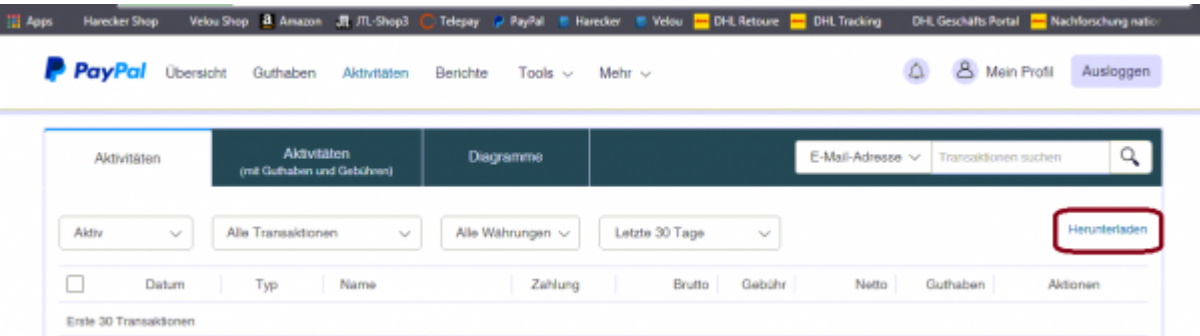 Apps Harecker Shop Velou Shop Amazon JTL-Shop3 Telepay PayPal Harecker Velou DHL Retoure DHL Tracking DHL Geschäfts Portal Nachforschung natio
PayPal Übersicht Guthaben Aktivitäten Berichte Tools Mehr Mein Profil Ausloggen
Aktivitäten Aktivitäten Diagramme E-Mail-Adresse Transaktionen suchen
(mit Guthaben und Gebühren)
Aktiv Alle Transaktionen Alle Währungen Letzte 30 Tage Herunterladen
Datum Typ Name Zahlung Brutto Gebühr Netto Guthaben Aktionen
Erste 30 Transaktionen